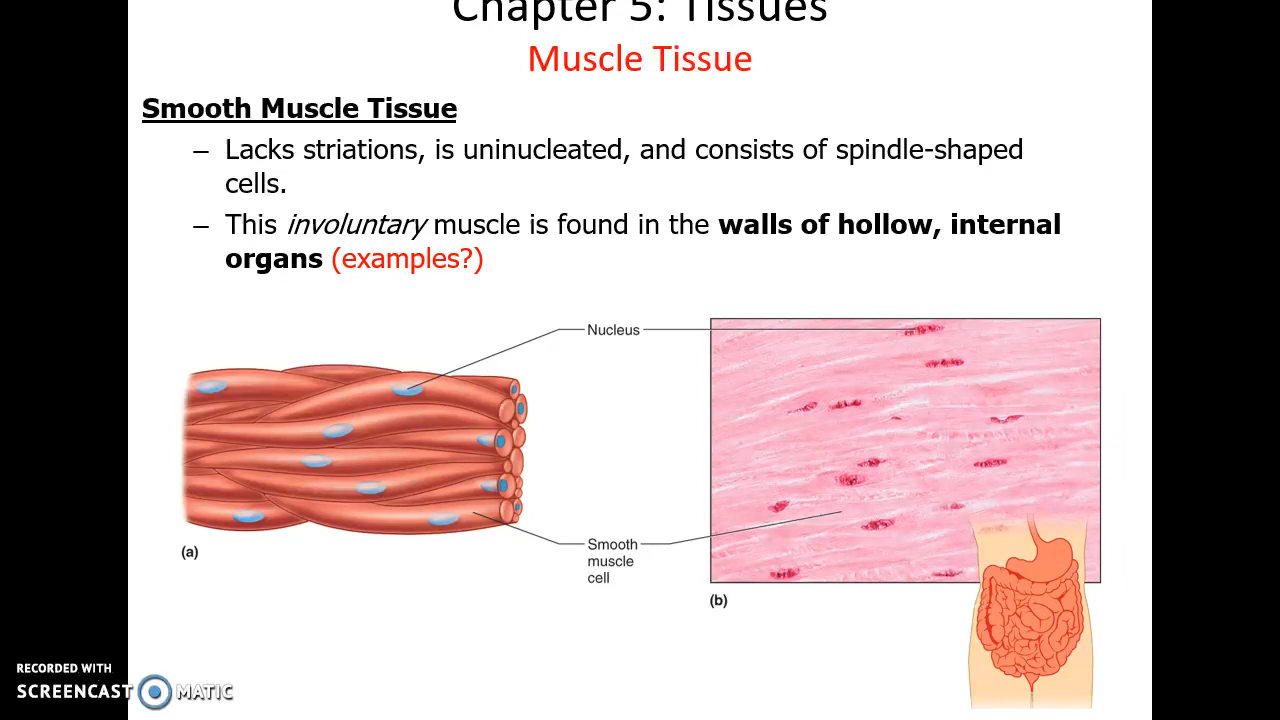 Chapter 5: Tissues
Muscle Tissue
Smooth Muscle Tissue
– Lacks striations, is uninucleated, and consists of spindle-shaped
cells.
– This involuntary muscle is found in the walls of hollow, internal
organs (examples?)
Nucleus
(a)
Smooth
muscle
cell
(b)
RECORDED WITH
SCREENCAST MATIC